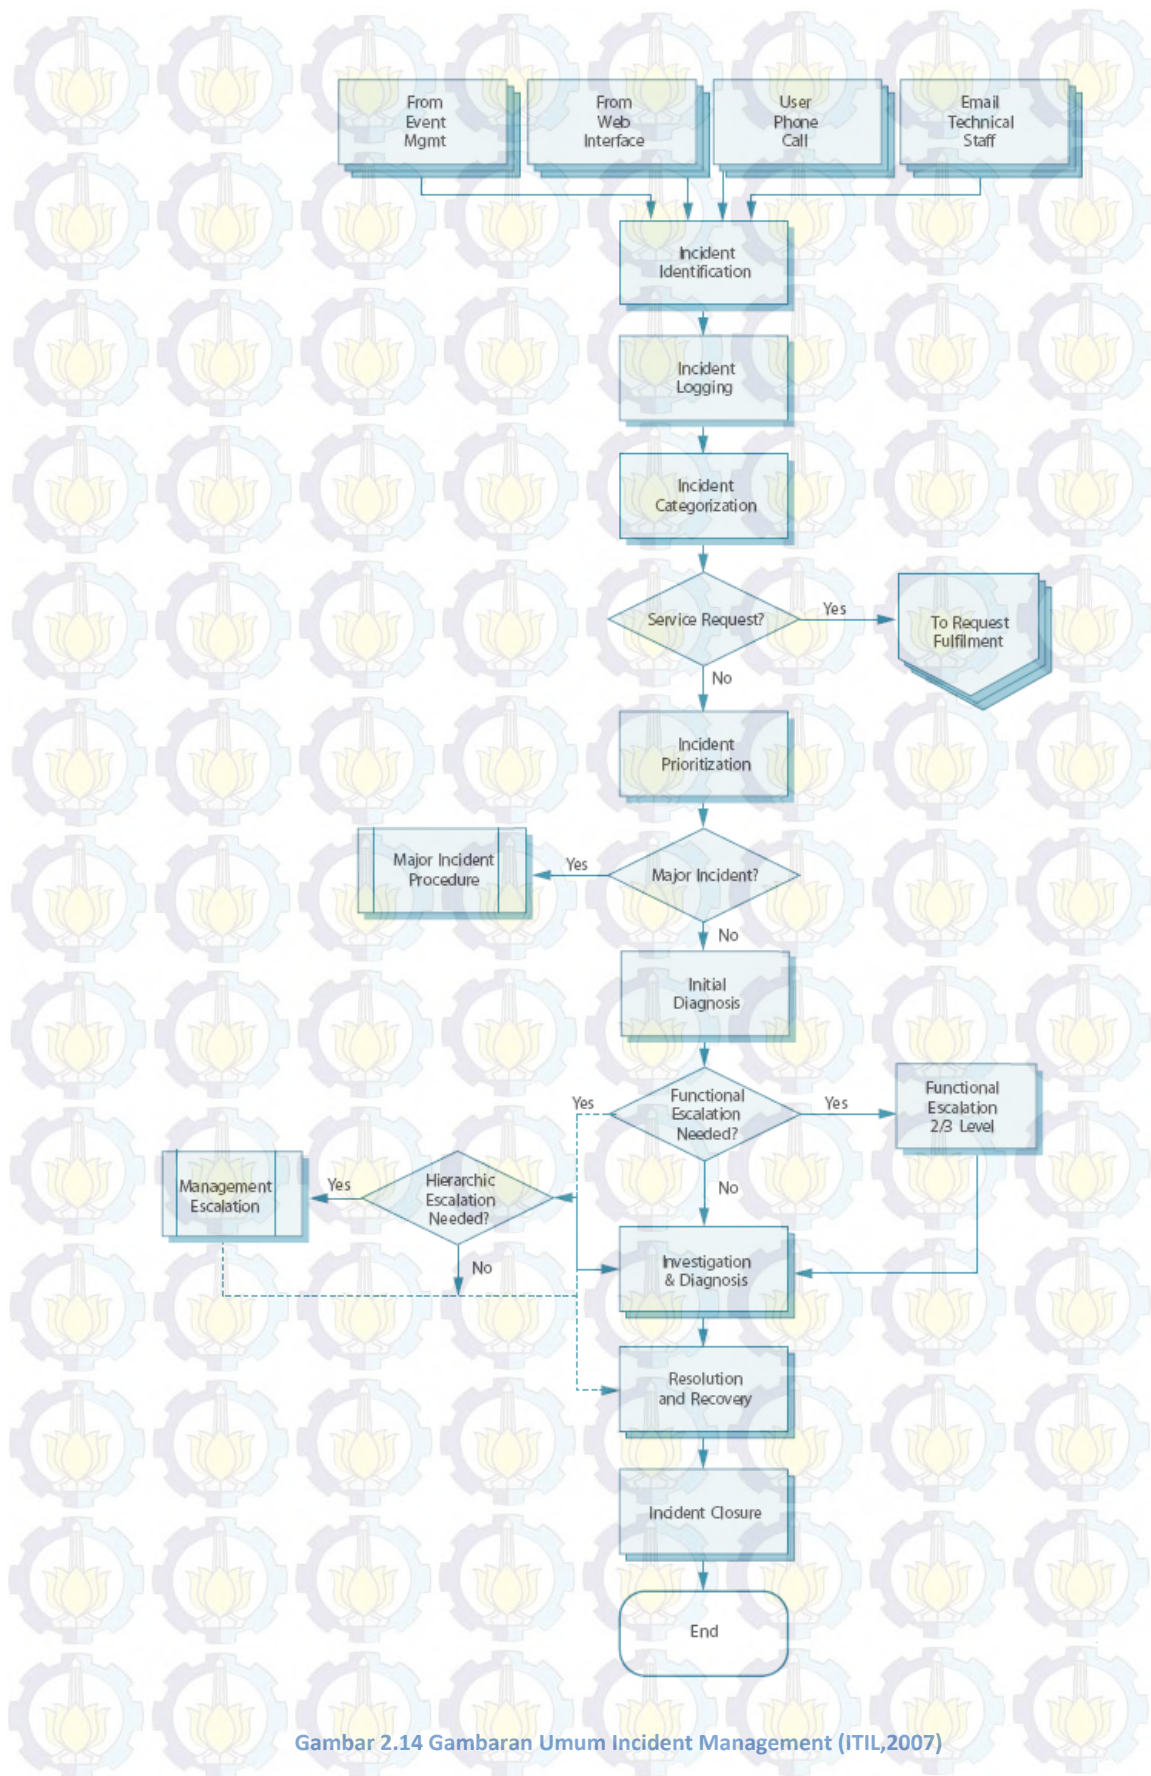 From
Event
Mgmt
From
Web
Interface
User
Phone
Call
Email
Technical
Staff
Incident
Identification
Incident
Logging
Incident
Categorization
Service Request?
Yes
To Request
Fulfilment
No
Incident
Prioritization
Major Incident
Procedure
Yes
Major Incident?
No
Initial
Diagnosis
Yes
Functional
Escalation
Needed?
Yes
Functional
Escalation
2/3 Level
Management
Escalation
Yes
Hierarchic
Escalation
Needed?
No
No
Investigation
& Diagnosis
Resolution
and Recovery
Incident Closure
End
Gambar 2.14 Gambaran Umum Incident Management (ITIL,2007)